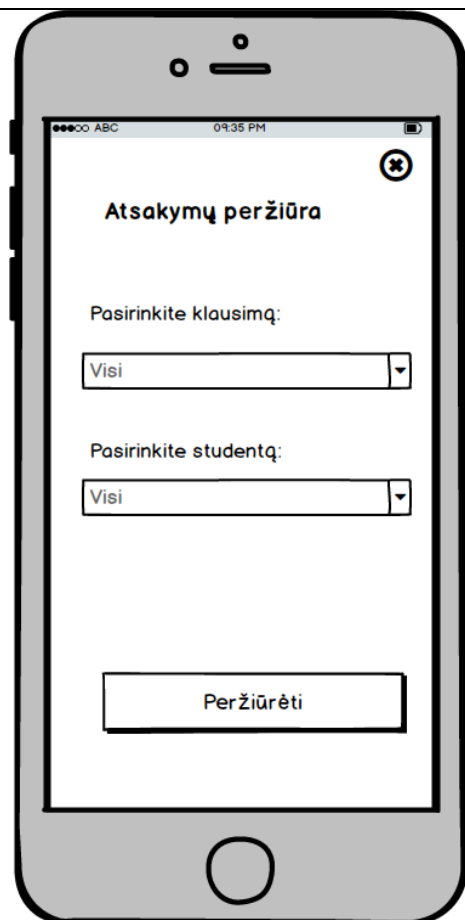 ABC 09:35 PM
Atsakymų peržiūra
Pasirinkite klausimą:
Visi
Pasirinkite studentą:
Visi
Peržiūrėti